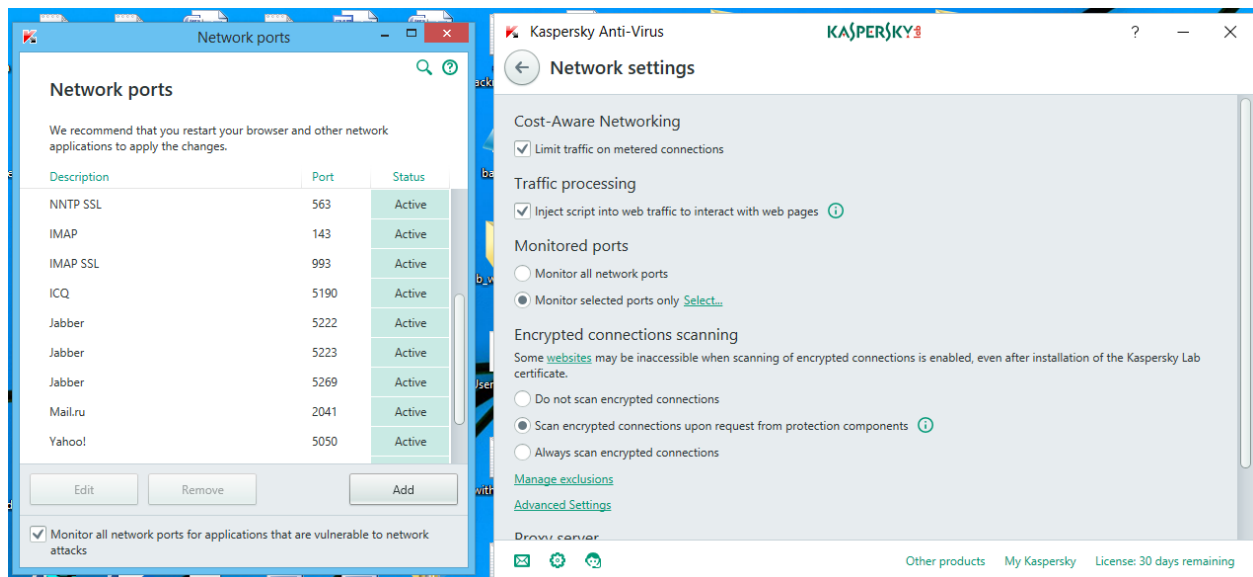 Network ports
Network ports
We recommend that you restart your browser and other network
applications to apply the changes.
Description Port Status
NNTP SSL 563 Active
IMAP 143 Active
IMAP SSL 993 Active
ICQ 5190 Active
Jabber 5222 Active
Jabber 5223 Active
Jabber 5269 Active
Mail.ru 2041 Active
Yahoo! 5050 Active
Edit Remove Add
Monitor all network ports for applications that are vulnerable to network
attacks
Kaspersky Anti-Virus KASPERSKY lab ?
Network settings
Cost-Aware Networking
Limit traffic on metered connections
Traffic processing
Inject script into web traffic to interact with web pages
Monitored ports
Monitor all network ports
Monitor selected ports only Select...
Encrypted connections scanning
Some websites may be inaccessible when scanning of encrypted connections is enabled, even after installation of the Kaspersky Lab
certificate.
Do not scan encrypted connections
Scan encrypted connections upon request from protection components
Always scan encrypted connections
Manage exclusions
Advanced Settings
Proxy server
Other products My Kaspersky License: 30 days remaining